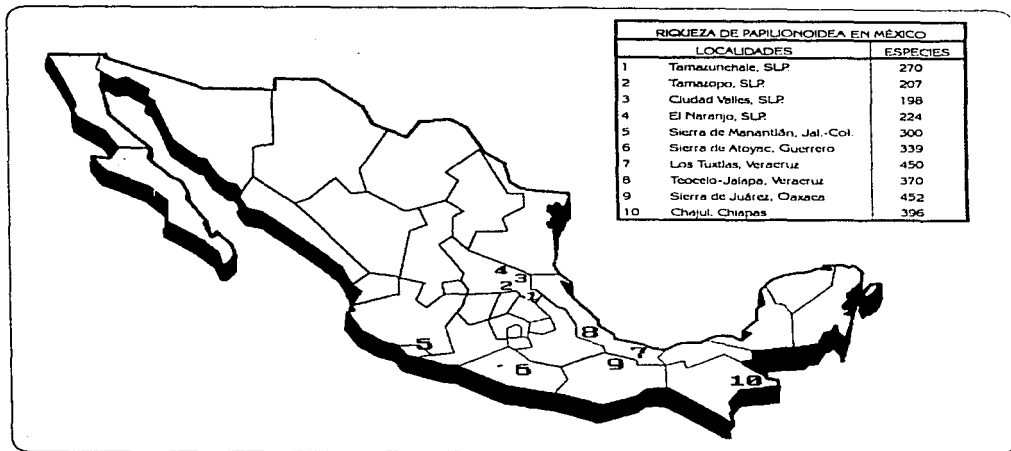 RIQUEZA DE PAPILIONOIDEA EN MÉXICO
LOCALIDADES ESPECIES
1 Tamazunchale, SLP. 270
2 Tamazopo, SLP. 207
3 Ciudad Valles, SLP. 198
4 El Naranjo, SLP. 224
5 Sierra de Manantlán, Jal.-Col. 300
6 Sierra de Atoyac, Guerrero 339
7 Los Tuxtlas, Veracruz 450
8 Teocelo-Jalapa, Veracruz 370
9 Sierra de Juárez, Oaxaca 452
10 Chajul, Chiapas 396
4
3
2
1
8
5
7
6
9
10